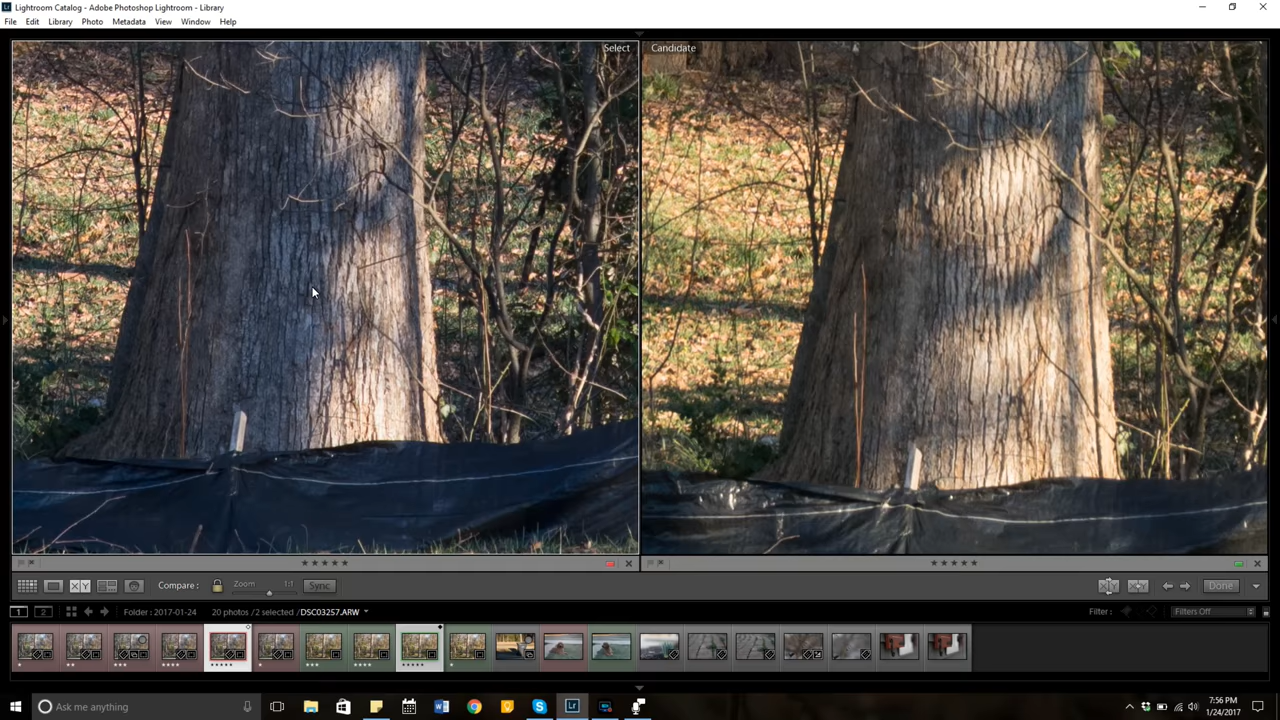 Lightroom Catalog - Adobe Photoshop Lightroom - Library
File Edit Library Photo Metadata View Window Help
Select
Candidate
Compare : Zoom 1:1 Sync
Done
1 2 Folder : 2017-01-24 20 photos /2 selected /DSC03257.ARW
Filter : Filters Off
Ask me anything
7:56 PM
1/24/2017